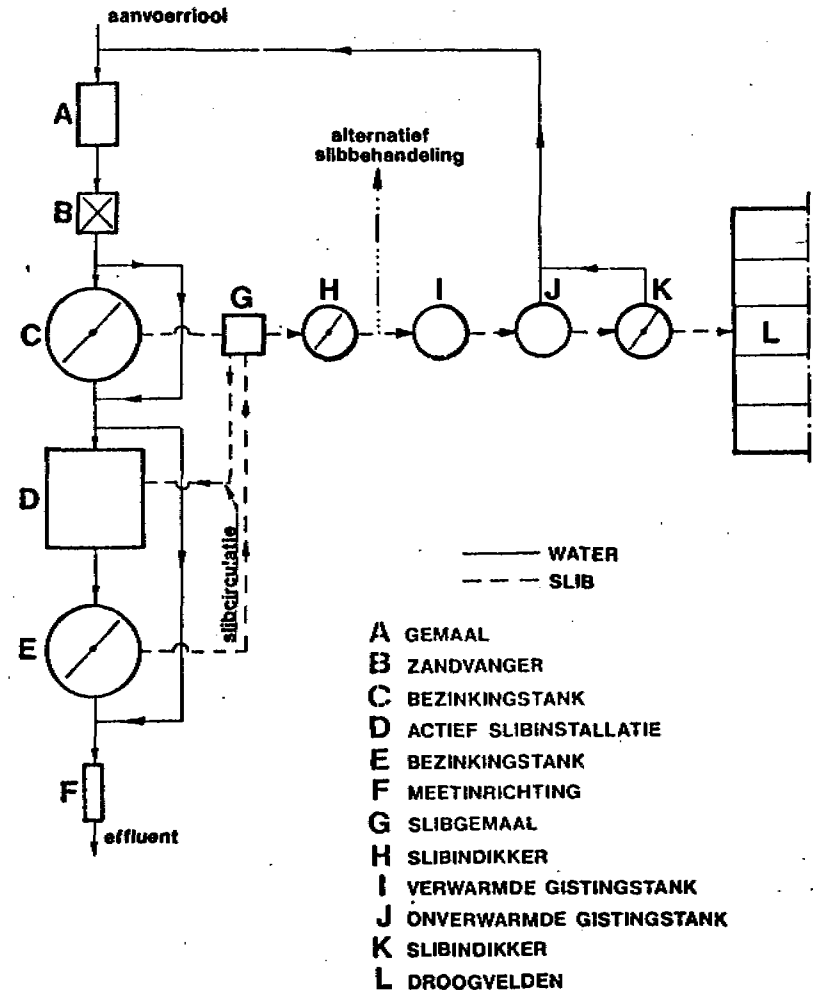 aanvoerriool
A
alternatief
slibbehandeling
B
G
H
I
J
K
C
L
D
slibcirculatie
WATER
SLIB
E
A GEMAAL
B ZANDVANGER
C BEZINKINGSTANK
D ACTIEF SLIBINSTALLATIE
E BEZINKINGSTANK
F
F MEETINRICHTING
G SLIBGEMAAL
effluent
H SLIBINDIKKER
I VERWARMDE GISTINGSTANK
J ONVERWARMDE GISTINGSTANK
K SLIBINDIKKER
L DROOGVELDEN